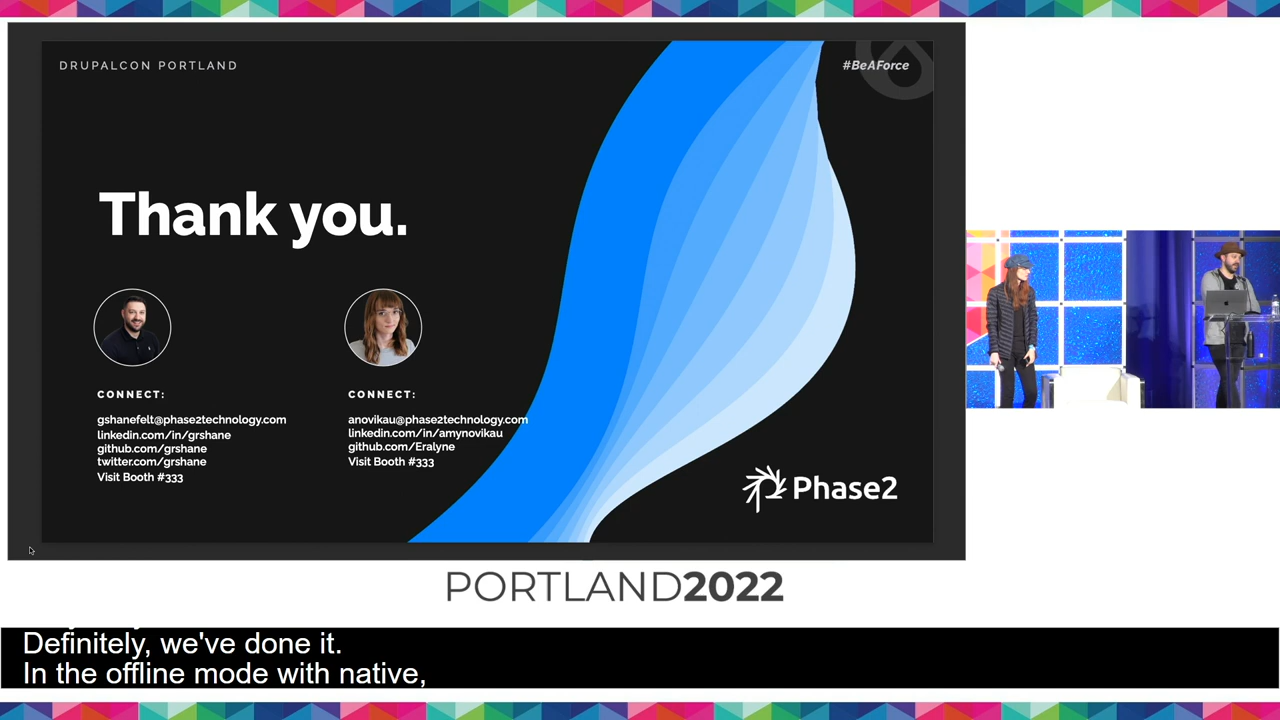 DRUPALCON PORTLAND
#BeAForce
Thank you.
CONNECT:
gshanefelt@phase2technology.com
linkedin.com/in/grshane
github.com/grshane
twitter.com/grshane
Visit Booth #333
CONNECT:
anovikau@phase2technology.com
linkedin.com/in/amynovikau
github.com/Eralyne
Visit Booth #333
Phase2
PORTLAND2022
Definitely, we've done it.
In the offline mode with native,